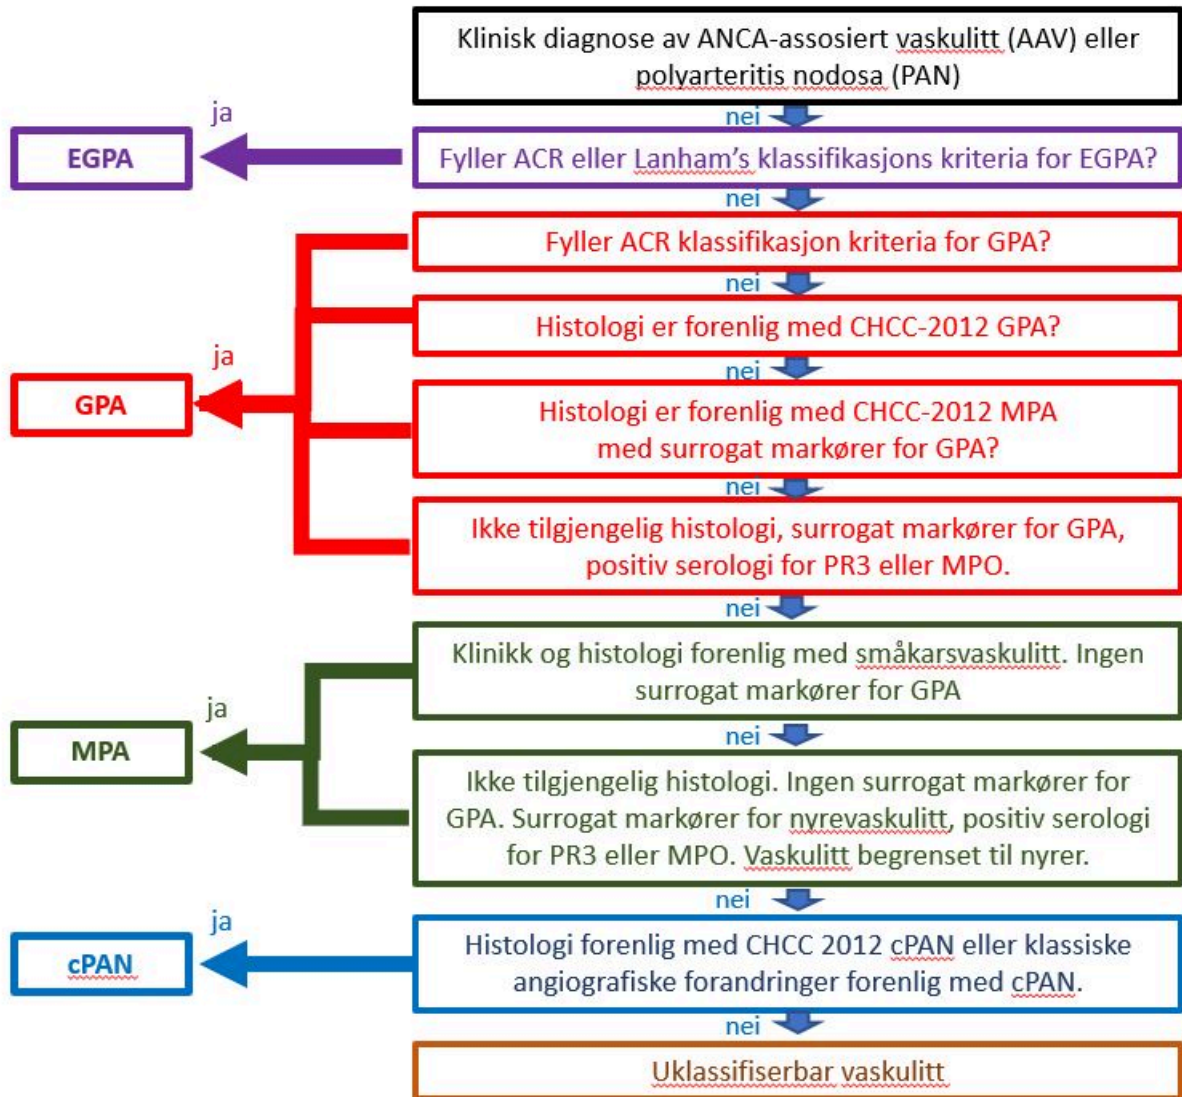 Klinisk diagnose av ANCA-assosiert vaskulitt (AAV) eller
polyarteritis nodosa (PAN)
nei
ja
EGPA
Fyller ACR eller Lanham's klassifikasjons kriteria for EGPA?
nei
Fyller ACR klassifikasjon kriteria for GPA?
nei
Histologi er forenlig med CHCC-2012 GPA?
nei
ja
GPA
Histologi er forenlig med CHCC-2012 MPA
med surrogat markører for GPA?
nei
Ikke tilgjengelig histologi, surrogat markører for GPA,
positiv serologi for PR3 eller MPO.
nei
Klinikk og histologi forenlig med småkarsvaskulitt. Ingen
surrogat markører for GPA
ja
MPA
nei
Ikke tilgjengelig histologi. Ingen surrogat markører for
GPA. Surrogat markører for nyrevaskulitt, positiv serologi
for PR3 eller MPO. Vaskulitt begrenset til nyrer.
nei
ja
cPAN
Histologi forenlig med CHCC 2012 cPAN eller klassiske
angiografiske forandringer forenlig med cPAN.
nei
Uklassifiserbar vaskulitt